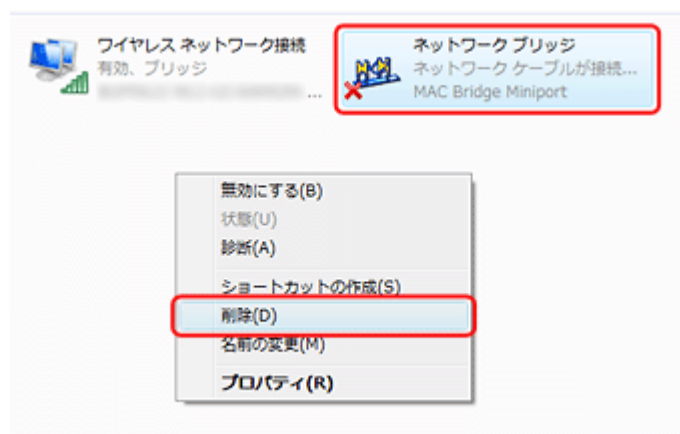 ワイヤレス ネットワーク接続
有効、ブリッジ
...
ネットワーク ブリッジ
ネットワーク ケーブルが接続...
MAC Bridge Miniport
無効にする(B)
状態(U)
診断(A)
ショートカットの作成(S)
削除(D)
名前の変更(M)
プロパティ(R)